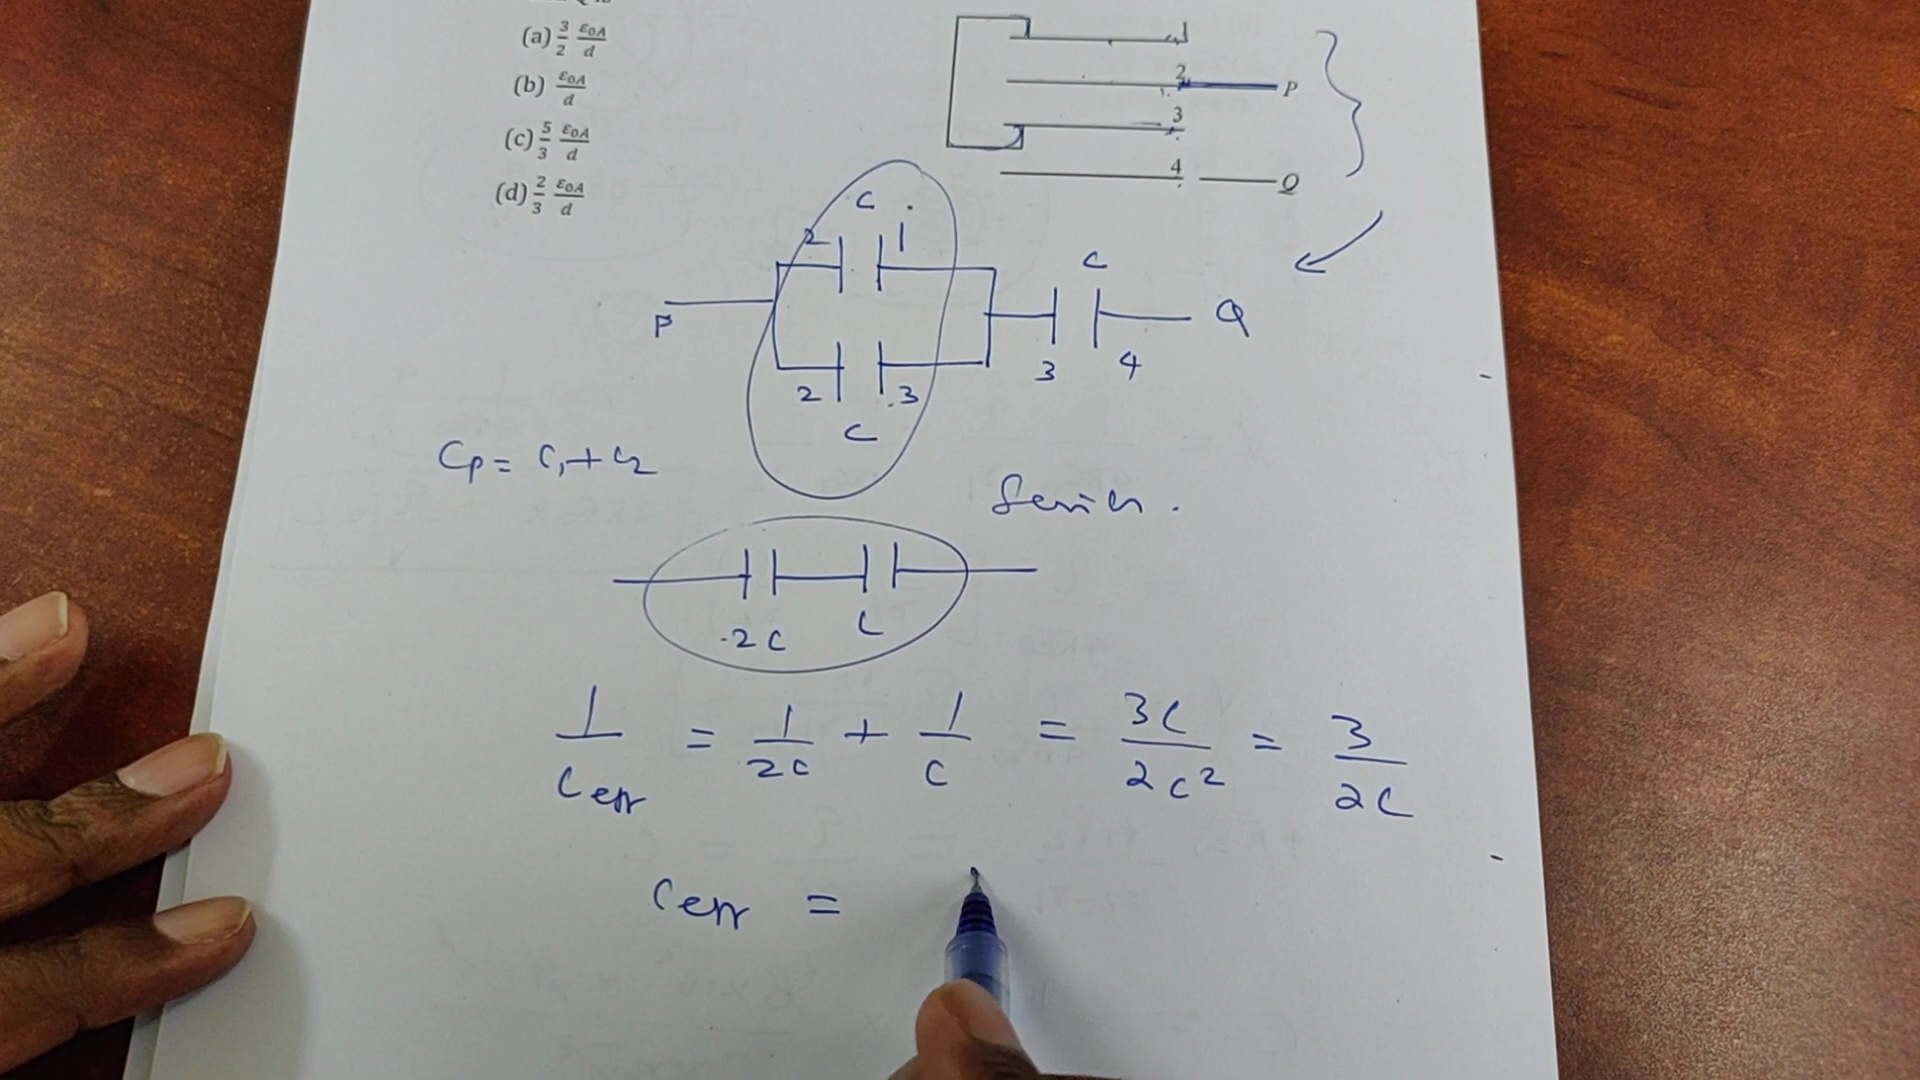 (a) 3/2 ε₀A/d
(b) ε₀A/d
(c) 5/3 ε₀A/d
(d) 2/3 ε₀A/d
1
2 P
3
4 Q
C
2 1
C
P Q
3 4
2 3
C
Cp = C₁ + C₂
Series.
2C C
1/Ceff = 1/2C + 1/C = 3C/2C² = 3/2C
Ceff =